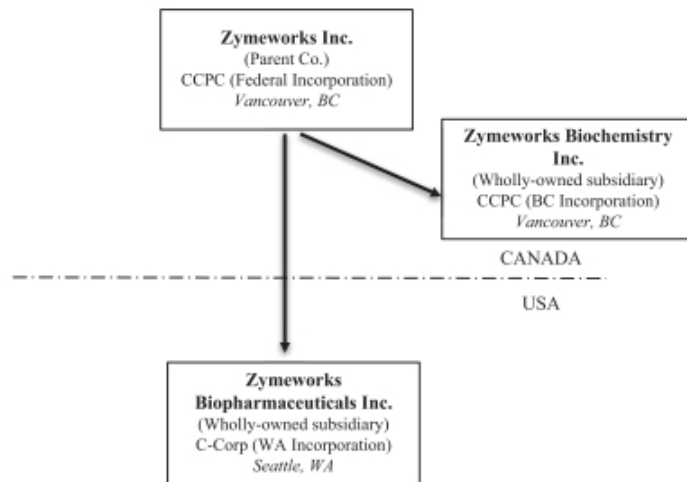 Zymeworks Inc.
(Parent Co.)
CCPC (Federal Incorporation)
Vancouver, BC
Zymeworks Biochemistry
Inc.
(Wholly-owned subsidiary)
CCPC (BC Incorporation)
Vancouver, BC
CANADA
USA
Zymeworks
Biopharmaceuticals Inc.
(Wholly-owned subsidiary)
C-Corp (WA Incorporation)
Seattle, WA